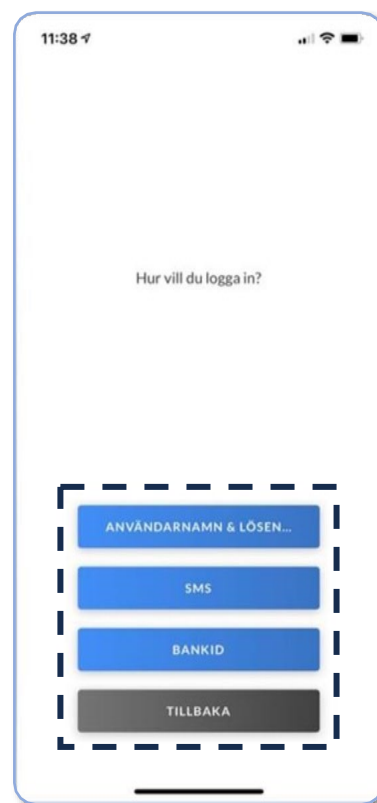 11:38
Hur vill du logga in?
ANVÄNDARNAMN & LÖSEN...
SMS
BANKID
TILLBAKA